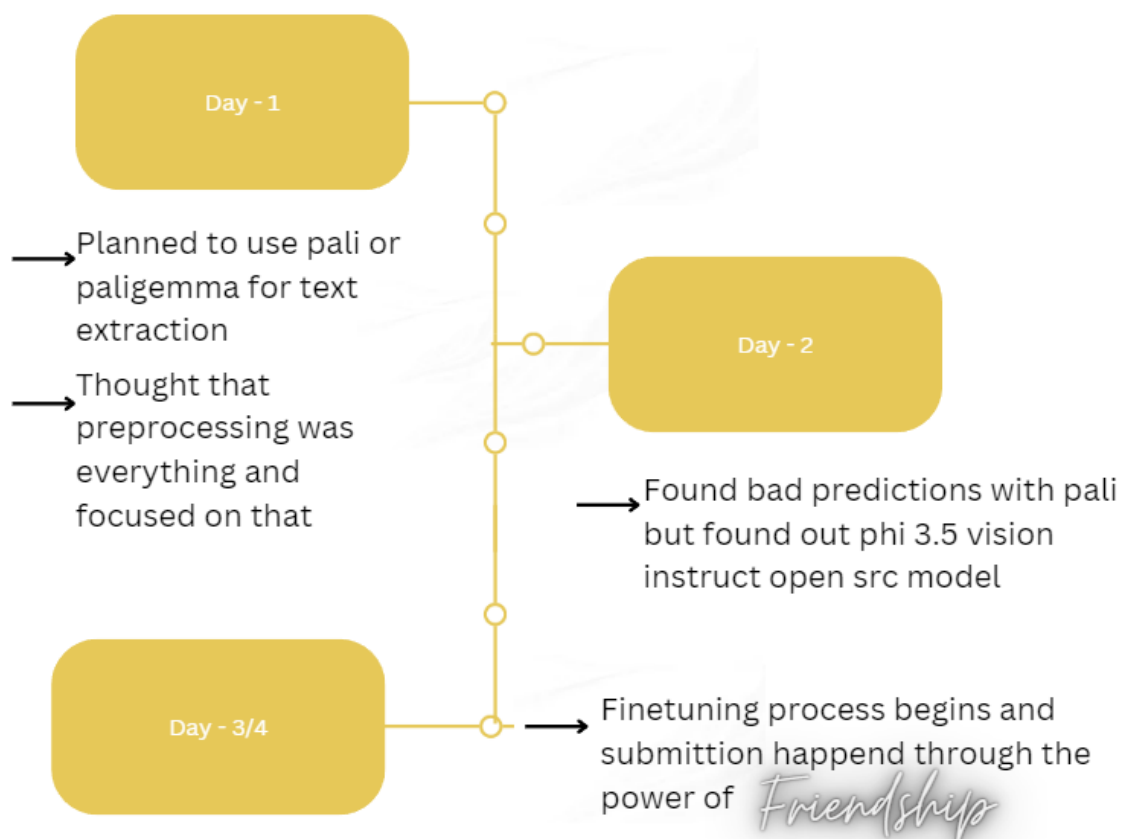 Day - 1
Planned to use pali or
paligemma for text
extraction
Thought that
preprocessing was
everything and
focused on that
Day - 2
Found bad predictions with pali
but found out phi 3.5 vision
instruct open src model
Day - 3/4
Finetuning process begins and
submittion happend through the
power of Friendship